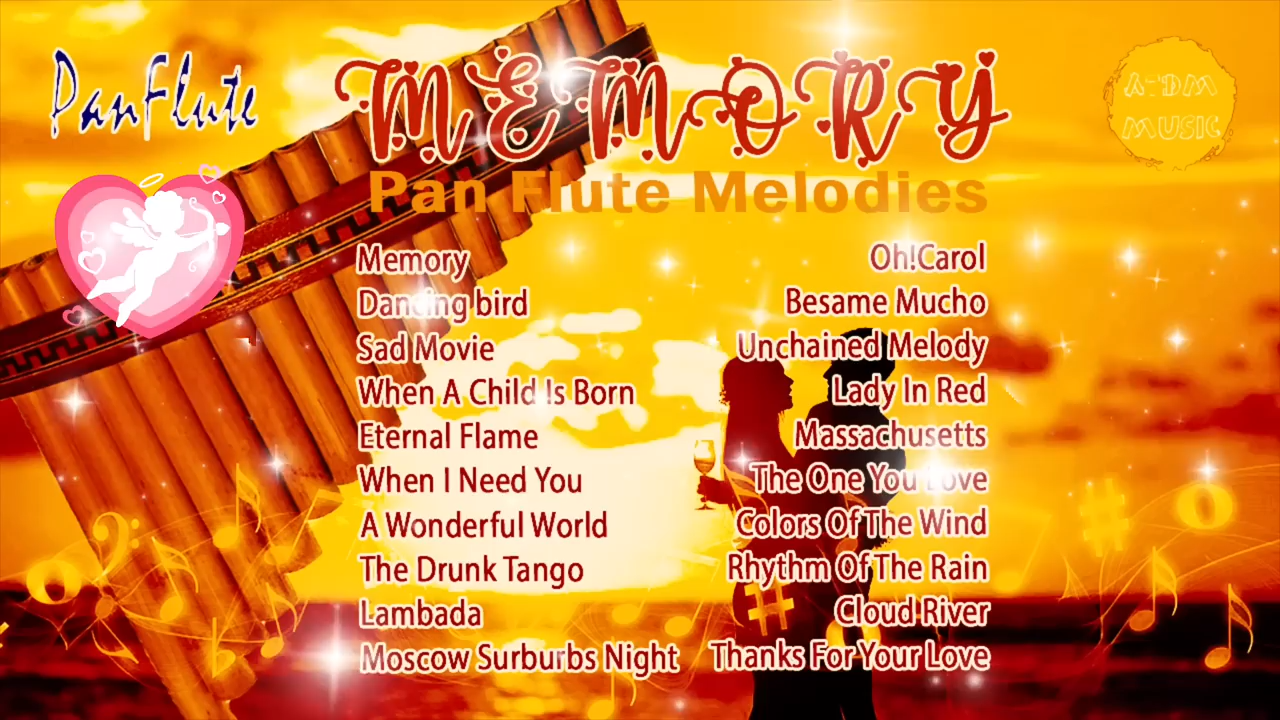 PanFlute
MEMORY
A-DM
MUSIC
Pan Flute Melodies
Memory
Dancing bird
Sad Movie
When A Child Is Born
Eternal Flame
When I Need You
A Wonderful World
The Drunk Tango
Lambada
Moscow Surburbs Night
Oh!Carol
Besame Mucho
Unchained Melody
Lady In Red
Massachusetts
The One You Love
Colors Of The Wind
Rhythm Of The Rain
Cloud River
Thanks For Your Love